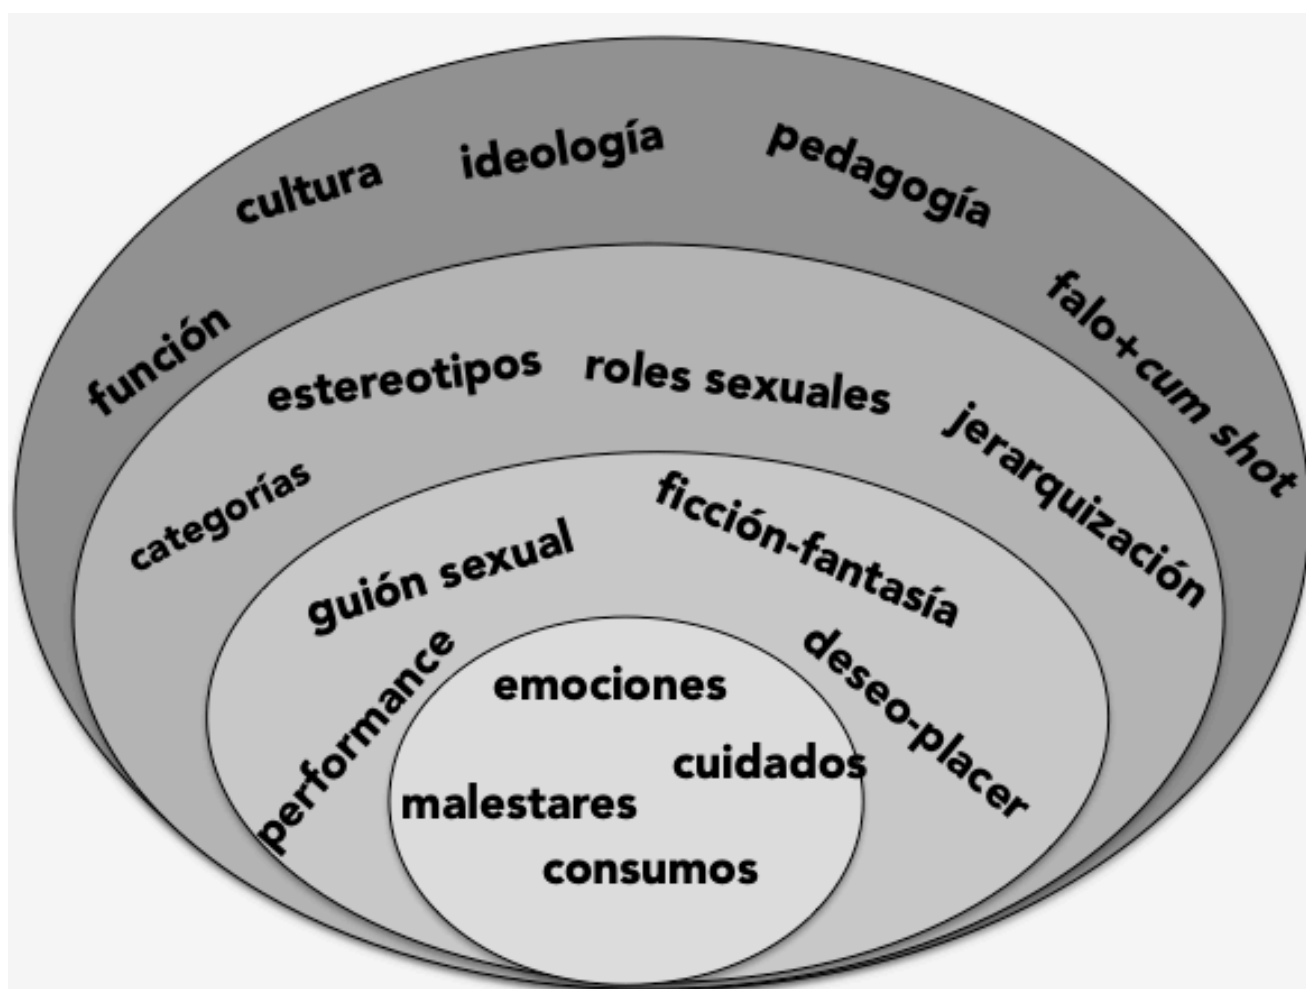 cultura
ideología
pedagogía
función
falo+cum shot
estereotipos
roles sexuales
categorías
jerarquización
guión sexual
ficción-fantasía
performance
deseo-placer
emociones
cuidados
malestares
consumos